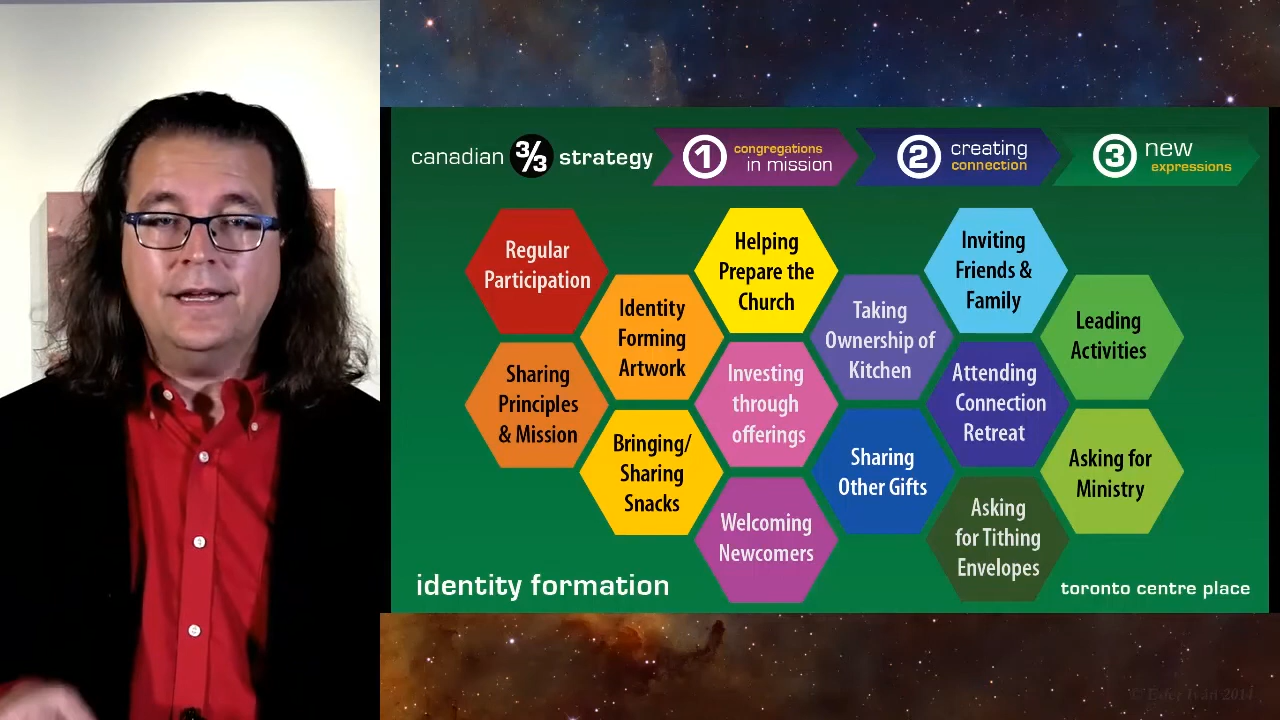 canadian 3/3 strategy
1 congregations
in mission
2 creating
connection
3 new
expressions
Regular
Participation
Sharing
Principles
& Mission
Identity
Forming
Artwork
Bringing/
Sharing
Snacks
Helping
Prepare the
Church
Investing
through
offerings
Welcoming
Newcomers
Taking
Ownership of
Kitchen
Sharing
Other Gifts
Inviting
Friends &
Family
Attending
Connection
Retreat
Asking
for Tithing
Envelopes
Leading
Activities
Asking for
Ministry
identity formation
toronto centre place